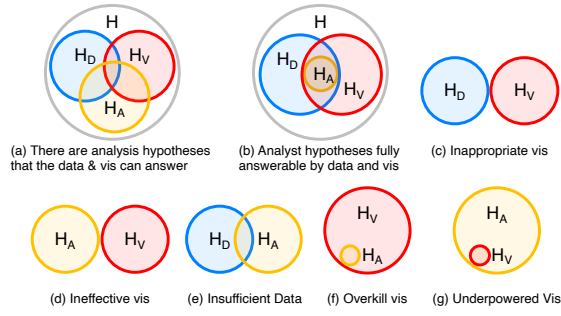 H
H_D H_V
H_A
(a) There are analysis hypotheses
that the data & vis can answer
H
H_D
H_A
H_V
(b) Analyst hypotheses fully
answerable by data and vis
H_D H_V
(c) Inappropriate vis
H_A H_V
(d) Ineffective vis
H_D H_A
(e) Insufficient Data
H_V
H_A
(f) Overkill vis
H_A
H_V
(g) Underpowered Vis